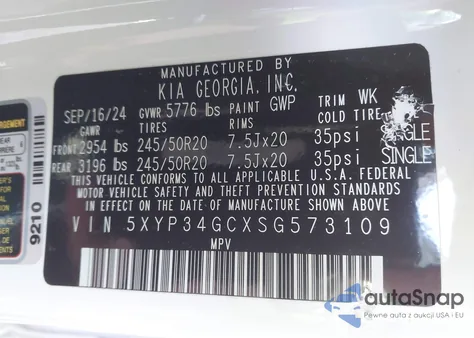 MANUFACTURED BY
KIA GEORGIA, INC.
SEP/16/24 GVWR 5776 lbs PAINT GWP TRIM WK
GAWR TIRES RIMS COLD TIRE
FRONT 2954 lbs 245/50R20 7.5Jx20 35psi SINGLE
REAR 3196 lbs 245/50R20 7.5Jx20 35psi SINGLE
THIS VEHICLE CONFORMS TO ALL APPLICABLE U.S.A. FEDERAL
MOTOR VEHICLE SAFETY AND THEFT PREVENTION STANDARDS
IN EFFECT ON THE DATE OF MANUFACTURE SHOWN ABOVE.
VIN 5XYP34GCXSG573109
MPV
9210
autoSnap
Pewne auta z aukcji USA i EU